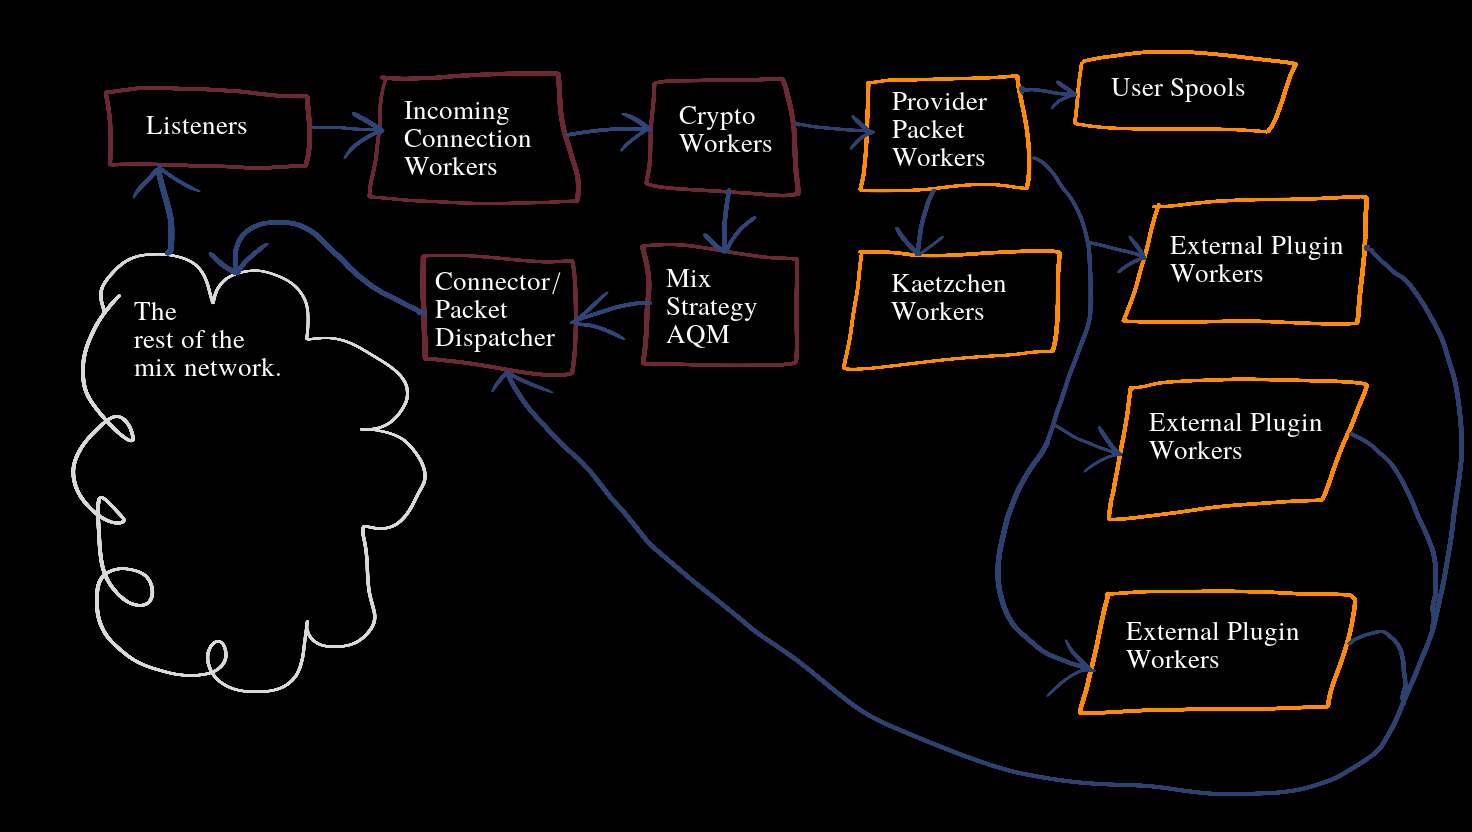 Listeners
Incoming
Connection
Workers
Crypto
Workers
Provider
Packet
Workers
User Spools
The
rest of the
mix network.
Connector/
Packet
Dispatcher
Mix
Strategy
AQM
Kaetzchen
Workers
External Plugin
Workers
External Plugin
Workers
External Plugin
Workers